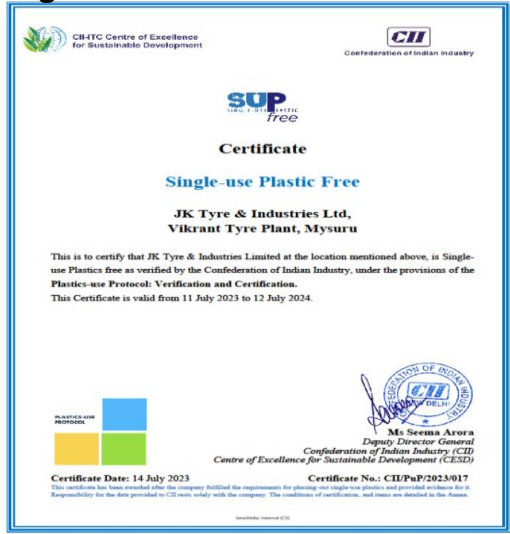 CII-ITC Centre of Excellence
for Sustainable Development
CII
Confederation of Indian Industry
SUP
SINGLE-USE PLASTIC
free
Certificate
Single-use Plastic Free
JK Tyre & Industries Ltd,
Vikrant Tyre Plant, Mysuru
This is to certify that JK Tyre & Industries Limited at the location mentioned above, is Single-
use Plastics free as verified by the Confederation of Indian Industry, under the provisions of the
Plastics-use Protocol: Verification and Certification.
This Certificate is valid from 11 July 2023 to 12 July 2024.
CONFEDERATION OF INDIAN INDUSTRY
CII
NEW DELHI
PLASTICS-USE
PROTOCOL
Ms Seema Arora
Deputy Director General
Confederation of Indian Industry (CII)
Centre of Excellence for Sustainable Development (CESD)
Certificate Date: 14 July 2023
Certificate No.: CII/PuP/2023/017
This certificate has been awarded after the company fulfilled the requirements for phasing-out single-use plastics and provided evidence for it.
Responsibility for the data provided to CII rests solely with the company. The conditions of certification, and items are detailed in the Annex.